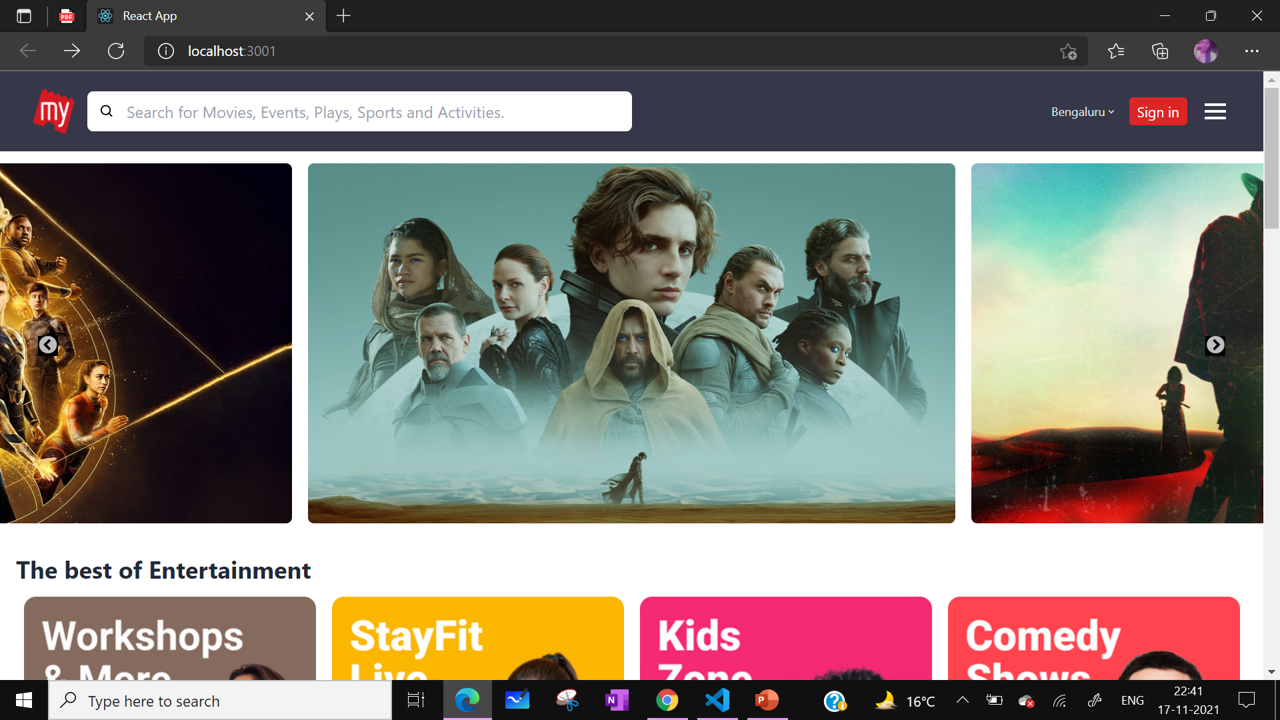 PDF
React App
localhost:3001
my
Search for Movies, Events, Plays, Sports and Activities.
Bengaluru
Sign in
The best of Entertainment
Workshops
& More
StayFit
Live
Kids
Zone
Comedy
Shows
Type here to search
N
16°C
ENG
22:41
17-11-2021